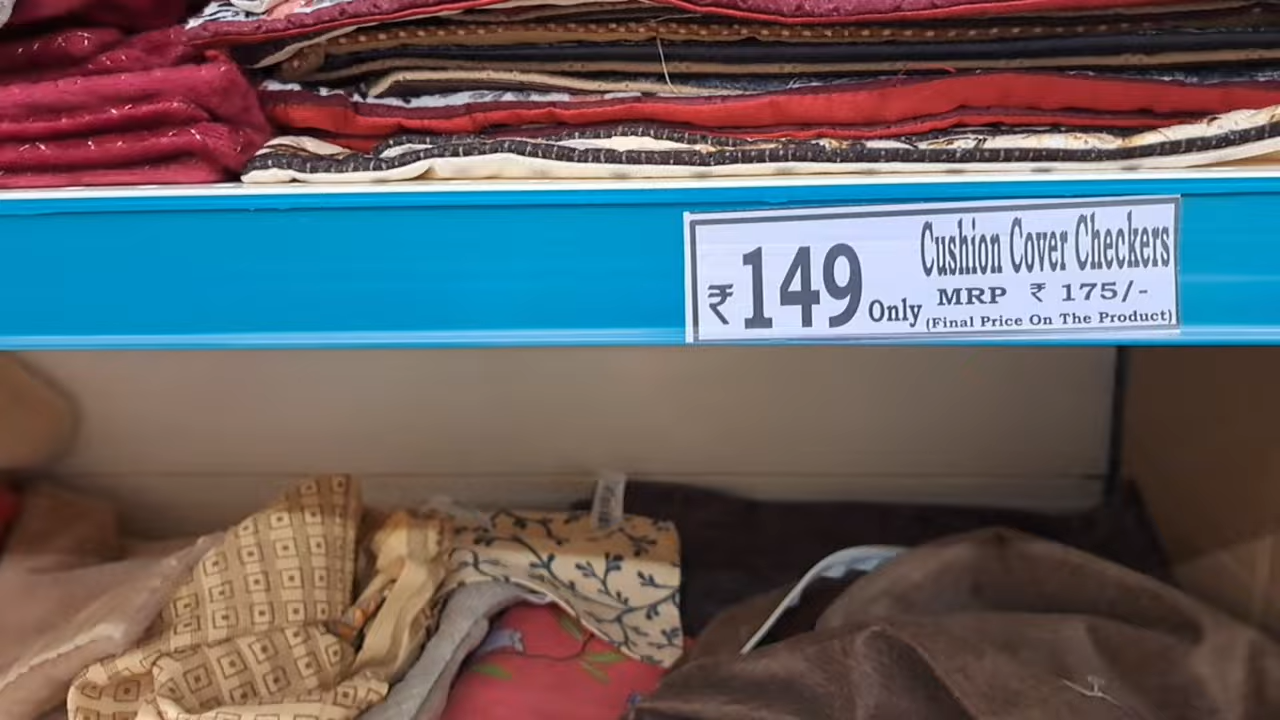 ₹149 Only
Cushion Cover Checkers
MRP ₹ 175/-
(Final Price On The Product)